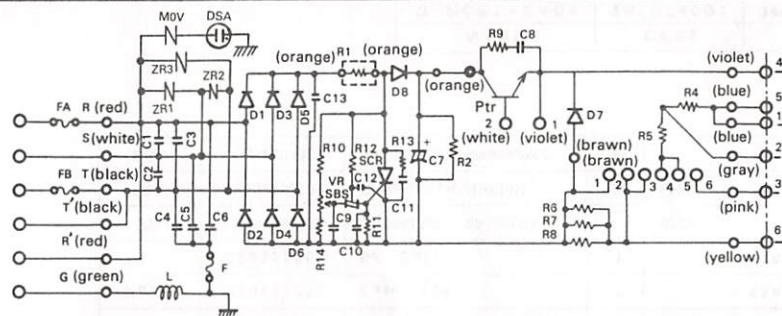 MOV DSA
R9 C8
ZR3
(orange) R1 (orange)
(violet) 4
ZR2
D8
(orange)
R4
5
FA R (red)
ZR1
C13
Ptr
(blue)
D1 D3 D5
D7
1
S (white)
C1 C3
R13
2 1
R5
(white) (violet)
(blue)
R10 R12
C7
R2
(brawn)
2
C2
SCR
(brawn)
(gray)
FB T (black)
VR C12
1 2 3 4 5 6
3
T' (black)
SBS
C11
(pink)
C4 C5 C6
R6
R' (red)
C9
R7
D2 D4
R11
R8
6
R14 C10
F
D6
(yellow)
G (green) L